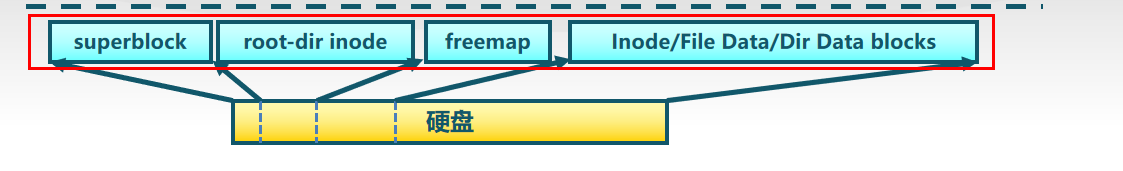 superblock root-dir inode freemap Inode/File Data/Dir Data blocks
硬盘